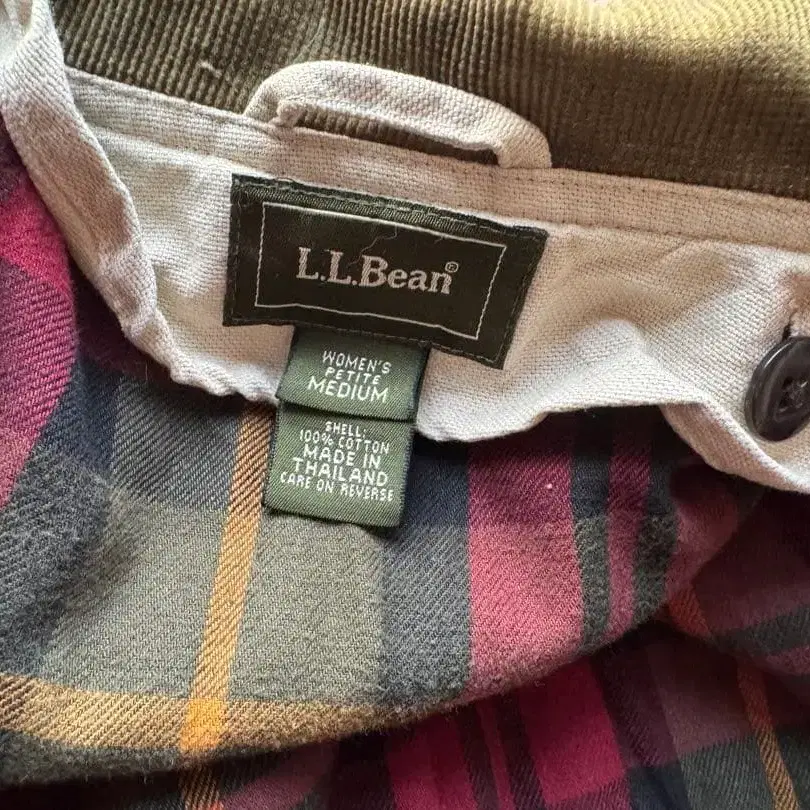 L.L.Bean®
WOMEN'S
PETITE
MEDIUM
SHELL:
100% COTTON
MADE IN
THAILAND
CARE ON REVERSE